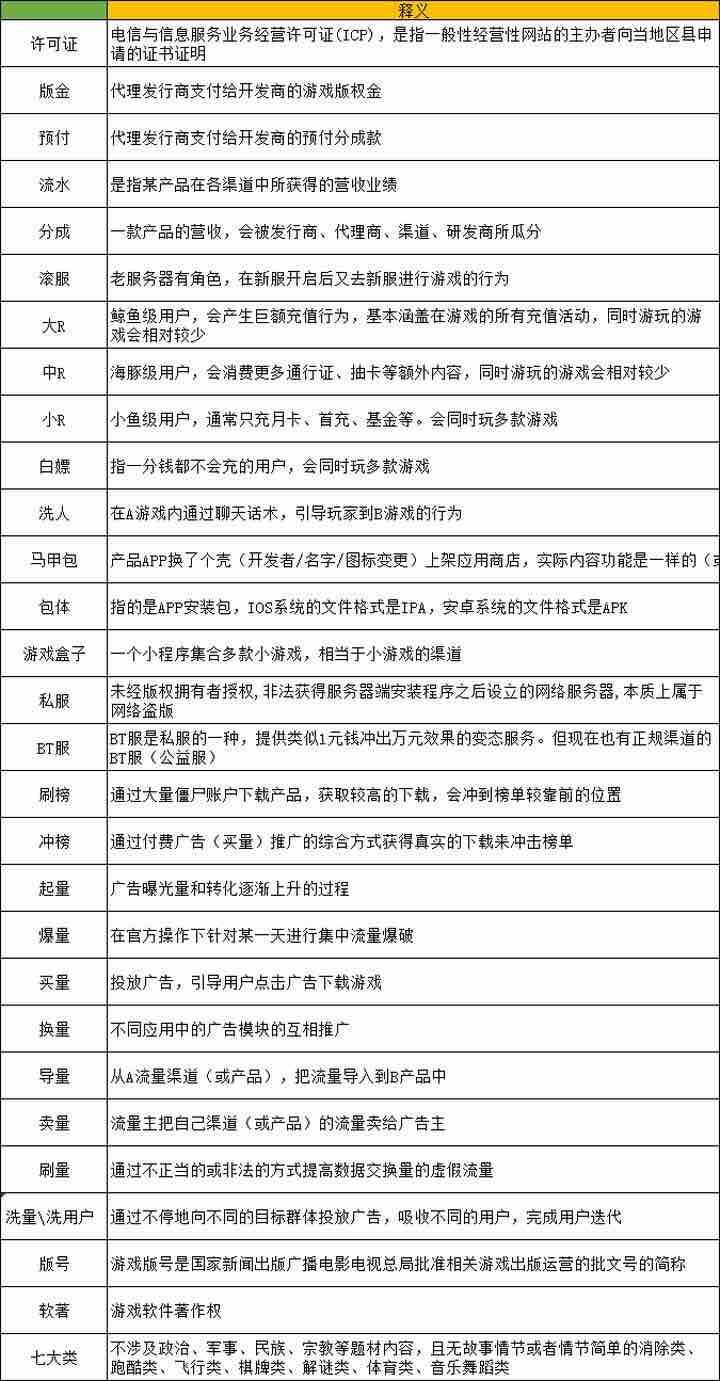 释义
许可证
电信与信息服务业务经营许可证(ICP)，是指一般性经营性网站的主办者向当地区县申
请的证书证明
版金
代理发行商支付给开发商的游戏版权金
预付
代理发行商支付给开发商的预付分成款
流水
是指某产品在各渠道中所获得的营收业绩
分成
一款产品的营收，会被发行商、代理商、渠道、研发商所瓜分
滚服
老服务器有角色，在新服开启后又去新服进行游戏的行为
大R
鲸鱼级用户，会产生巨额充值行为，基本涵盖在游戏的所有充值活动，同时游玩的游
戏会相对较少
中R
海豚级用户，会消费更多通行证、抽卡等额外内容，同时游玩的游戏会相对较少
小R
小鱼级用户，通常只充月卡、首充、基金等。会同时玩多款游戏
白嫖
指一分钱都不会充的用户，会同时玩多款游戏
洗人
在A游戏内通过聊天话术，引导玩家到B游戏的行为
马甲包
产品APP换了个壳（开发者/名字/图标变更）上架应用商店，实际内容功能是一样的（
包体
指的是APP安装包，IOS系统的文件格式是IPA，安卓系统的文件格式是APK
游戏盒子
一个小程序集合多款小游戏，相当于小游戏的渠道
私服
未经版权拥有者授权,非法获得服务器端安装程序之后设立的网络服务器,本质上属于
网络盗版
BT服
BT服是私服的一种，提供类似1元钱冲出万元效果的变态服务。但现在也有正规渠道的
BT服（公益服）
刷榜
通过大量僵尸账户下载产品，获取较高的下载，会冲到榜单较靠前的位置
冲榜
通过付费广告（买量）推广的综合方式获得真实的下载来冲击榜单
起量
广告曝光量和转化逐渐上升的过程
爆量
在官方操作下针对某一天进行集中流量爆破
买量
投放广告，引导用户点击广告下载游戏
换量
不同应用中的广告模块的互相推广
导量
从A流量渠道（或产品），把流量导入到B产品中
卖量
流量主把自己渠道（或产品）的流量卖给广告主
刷量
通过不正当的或非法的方式提高数据交换量的虚假流量
洗量\洗用户
通过不停地向不同的目标群体投放广告，吸收不同的用户，完成用户迭代
版号
游戏版号是国家新闻出版广播电影电视总局批准相关游戏出版运营的批文号的简称
软著
游戏软件著作权
七大类
不涉及政治、军事、民族、宗教等题材内容，且无故事情节或者情节简单的消除类、
跑酷类、飞行类、棋牌类、解谜类、体育类、音乐舞蹈类